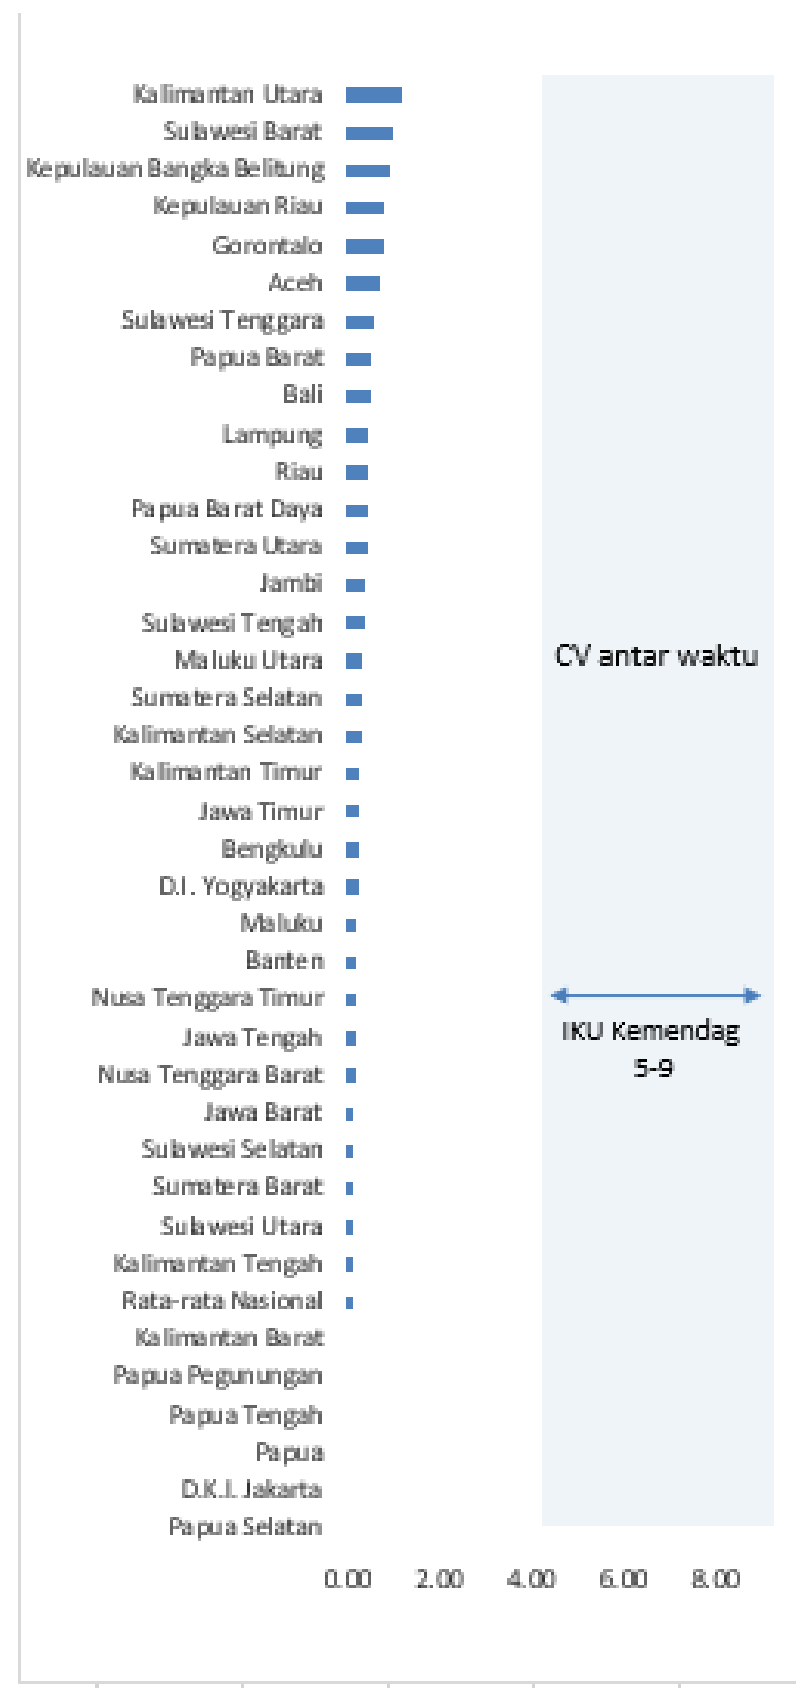 Kalimantan Utara
Sulawesi Barat
Kepulauan Bangka Belitung
Kepulauan Riau
Gorontalo
Aceh
Sulawesi Tenggara
Papua Barat
Bali
Lampung
Riau
Papua Barat Daya
Sumatera Utara
Jambi
Sulawesi Tengah
Maluku Utara
Sumatera Selatan
Kalimantan Selatan
Kalimantan Timur
Jawa Timur
Bengkulu
D.I. Yogyakarta
Maluku
Banten
Nusa Tenggara Timur
Jawa Tengah
Nusa Tenggara Barat
Jawa Barat
Sulawesi Selatan
Sumatera Barat
Sulawesi Utara
Kalimantan Tengah
Rata-rata Nasional
Kalimantan Barat
Papua Pegunungan
Papua Tengah
Papua
D.K.I. Jakarta
Papua Selatan
CV antar waktu
IKU Kemendag
5-9
0.00 2.00 4.00 6.00 8.00